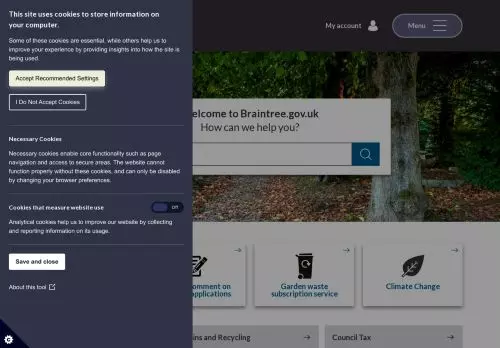 This site uses cookies to store information on
your computer.
Some of these cookies are essential, while others help us to
improve your experience by providing insights into how the site is
being used.
Accept Recommended Settings
I Do Not Accept Cookies
Necessary Cookies
Necessary cookies enable core functionality such as page
navigation and access to secure areas. The website cannot
function properly without these cookies, and can only be disabled
by changing your browser preferences.
Cookies that measure website use
On
Analytical cookies help us to improve our website by collecting
and reporting information on its usage.
Save and close
About this tool
My account
Menu
elcome to Braintree.gov.uk
How can we help you?
omment on
applications
Garden waste
subscription service
Climate Change
ins and Recycling
Council Tax